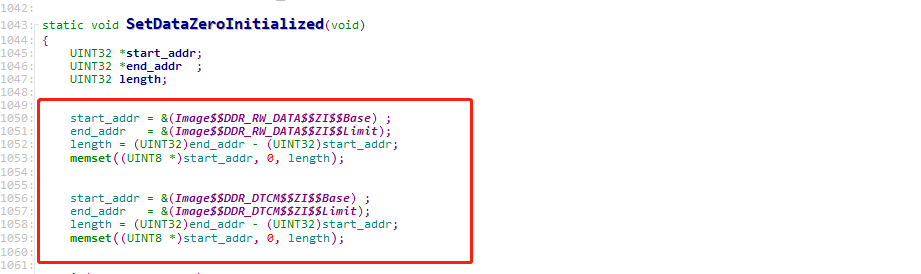 1042:
1043: static void SetDataZeroInitialized(void)
1044: {
1045:     UINT32 *start_addr;
1046:     UINT32 *end_addr  ;
1047:     UINT32 length;
1048:
1049:
1050:     start_addr = &(Image$$DDR_RW_DATA$$ZI$$Base) ;
1051:     end_addr   = &(Image$$DDR_RW_DATA$$ZI$$Limit);
1052:     length = (UINT32)end_addr - (UINT32)start_addr;
1053:     memset((UINT8 *)start_addr, 0, length);
1054:
1055:
1056:     start_addr = &(Image$$DDR_DTCM$$ZI$$Base) ;
1057:     end_addr   = &(Image$$DDR_DTCM$$ZI$$Limit);
1058:     length = (UINT32)end_addr - (UINT32)start_addr;
1059:     memset((UINT8 *)start_addr, 0, length);
1060:
1061: